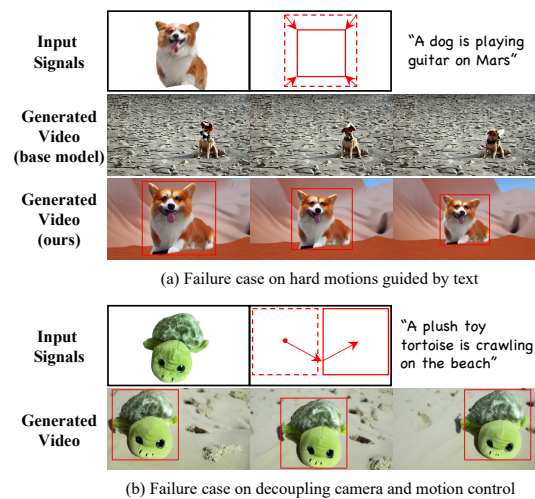 Input
Signals
"A dog is playing
guitar on Mars"
Generated
Video
(base model)
Generated
Video
(ours)
(a) Failure case on hard motions guided by text
Input
Signals
"A plush toy
tortoise is crawling
on the beach"
Generated
Video
(b) Failure case on decoupling camera and motion control